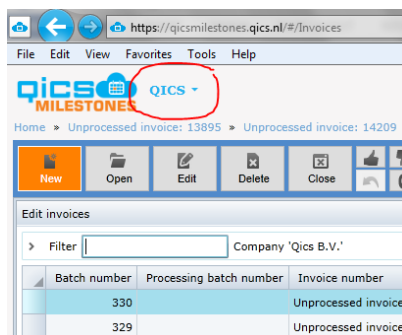 https://qicsmilestones.qics.nl/#/Invoices
File Edit View Favorites Tools Help
QICS
MILESTONES
QICS
Home » Unprocessed invoice: 13895 » Unprocessed invoice: 14209
New Open Edit Delete Close
Edit invoices
Filter Company 'Qics B.V.'
Batch number Processing batch number Invoice number
330 Unprocessed invoice
329 Unprocessed invoice